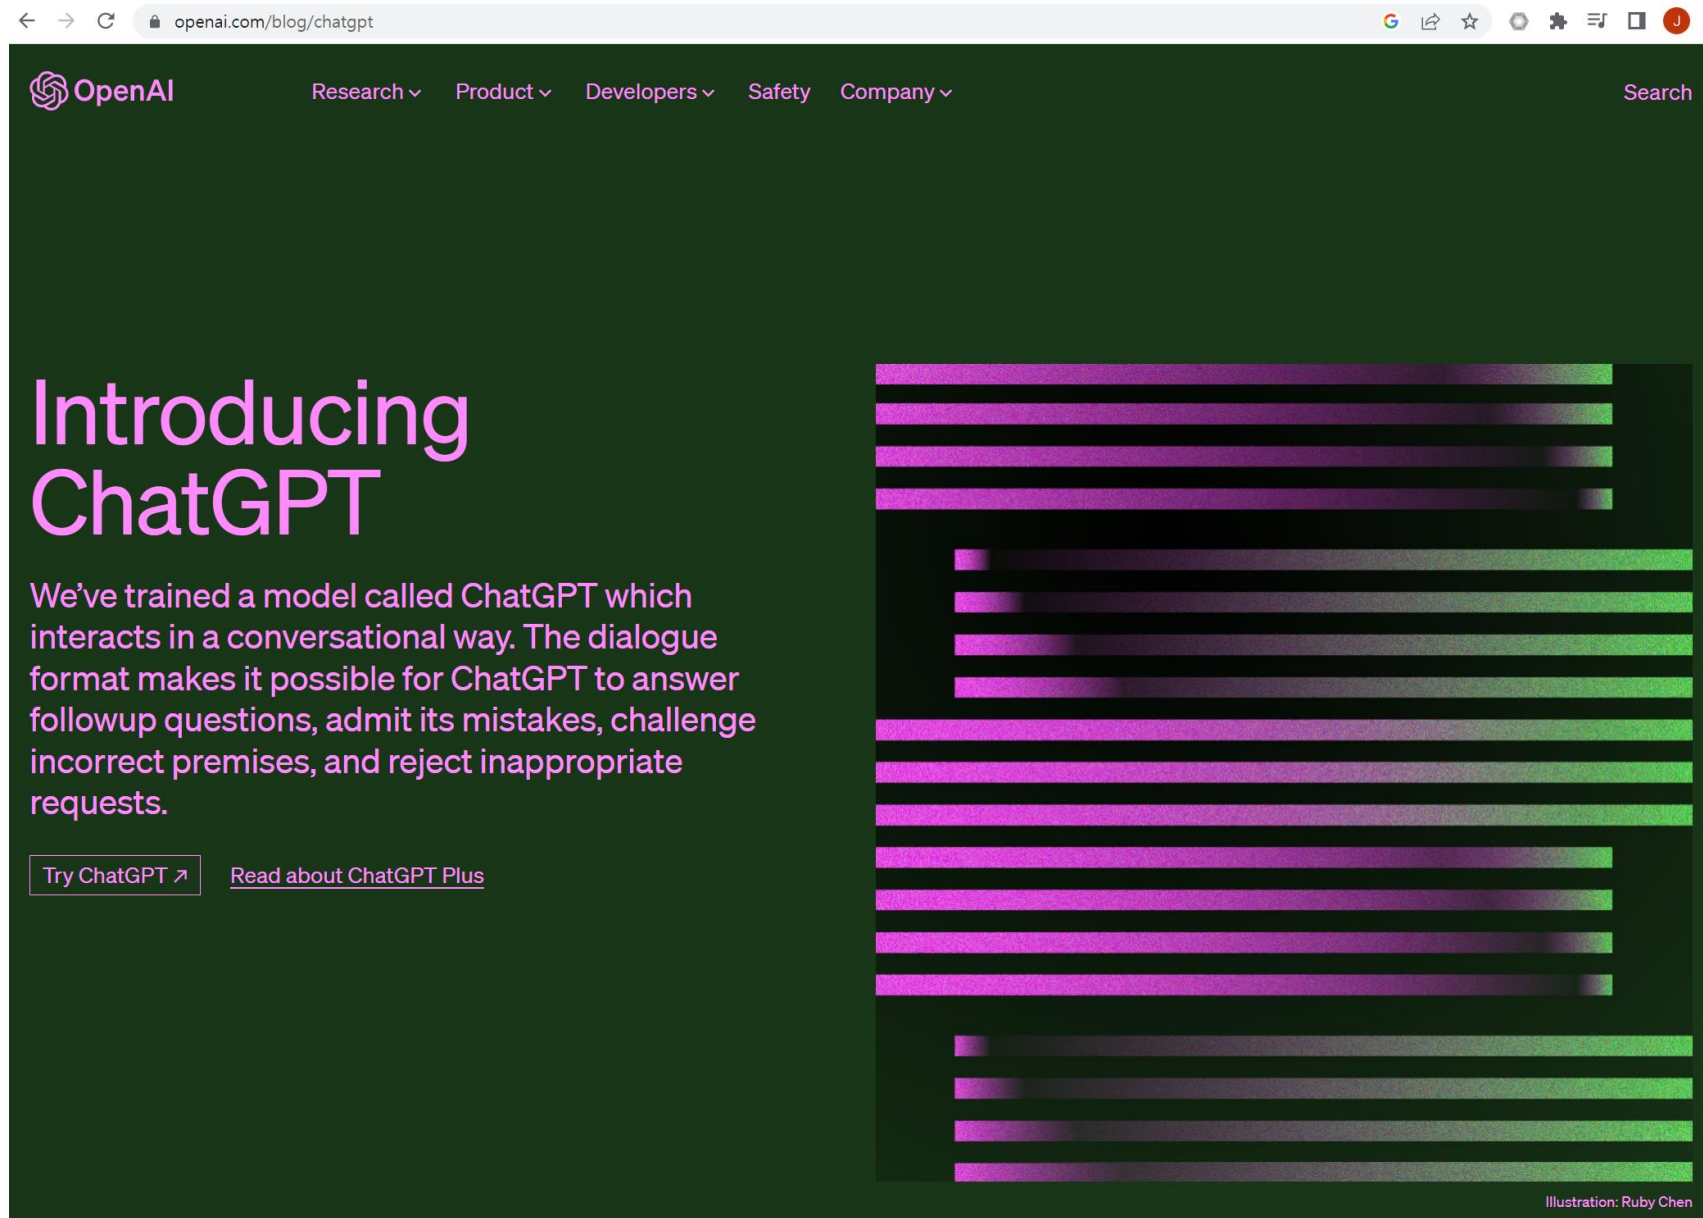 openai.com/blog/chatgpt
J
OpenAI
Research
Product
Developers
Safety
Company
Search
Introducing
ChatGPT
We’ve trained a model called ChatGPT which
interacts in a conversational way. The dialogue
format makes it possible for ChatGPT to answer
followup questions, admit its mistakes, challenge
incorrect premises, and reject inappropriate
requests.
Try ChatGPT ↗
Read about ChatGPT Plus
Illustration: Ruby Chen